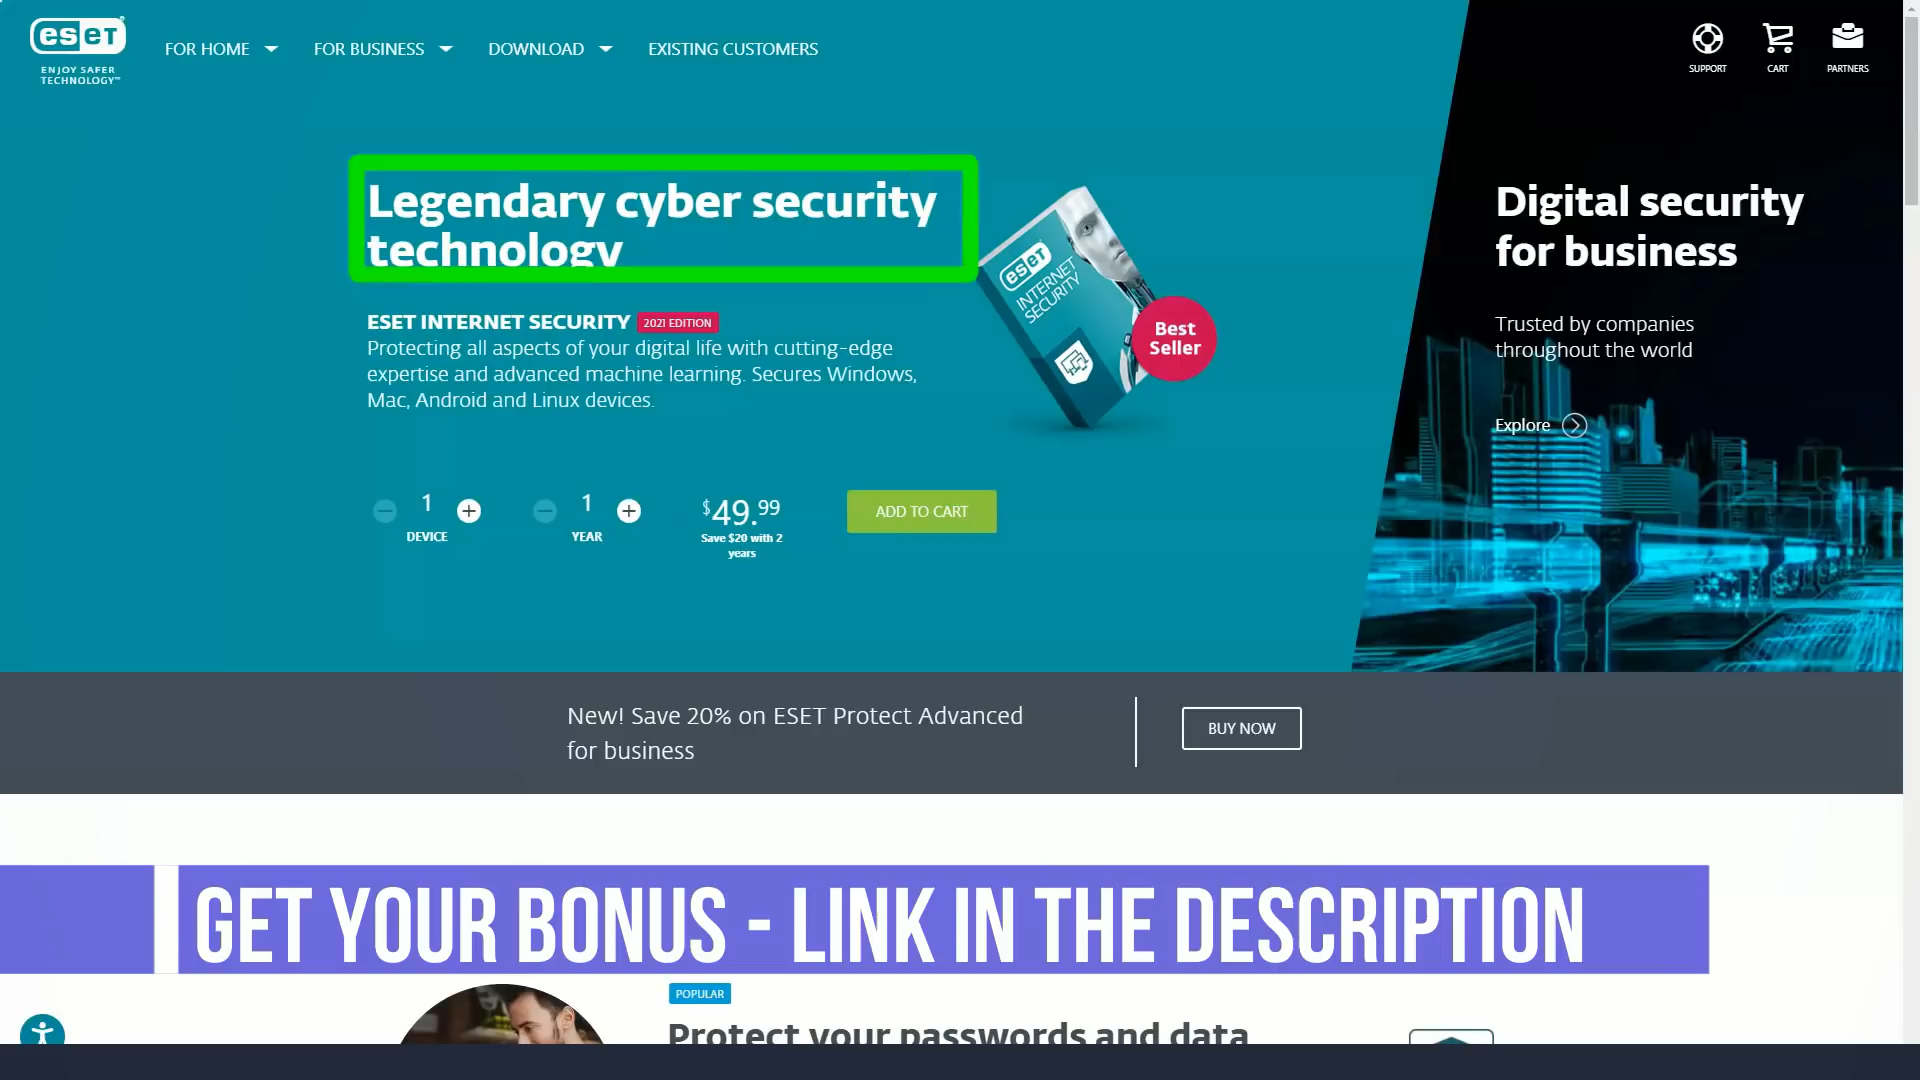 eseT
ENJOY SAFER
TECHNOLOGY™
FOR HOME
FOR BUSINESS
DOWNLOAD
EXISTING CUSTOMERS
SUPPORT
CART
PARTNERS
Legendary cyber security
technology
eseT
INTERNET
SECURITY
Best
Seller
ESET INTERNET SECURITY 2021 EDITION
Protecting all aspects of your digital life with cutting-edge
expertise and advanced machine learning. Secures Windows,
Mac, Android and Linux devices.
1
DEVICE
1
YEAR
$49.99
Save $20 with 2
years
ADD TO CART
Digital security
for business
Trusted by companies
throughout the world
Explore
New! Save 20% on ESET Protect Advanced
for business
BUY NOW
GET YOUR BONUS - LINK IN THE DESCRIPTION
POPULAR
Protect your passwords and data